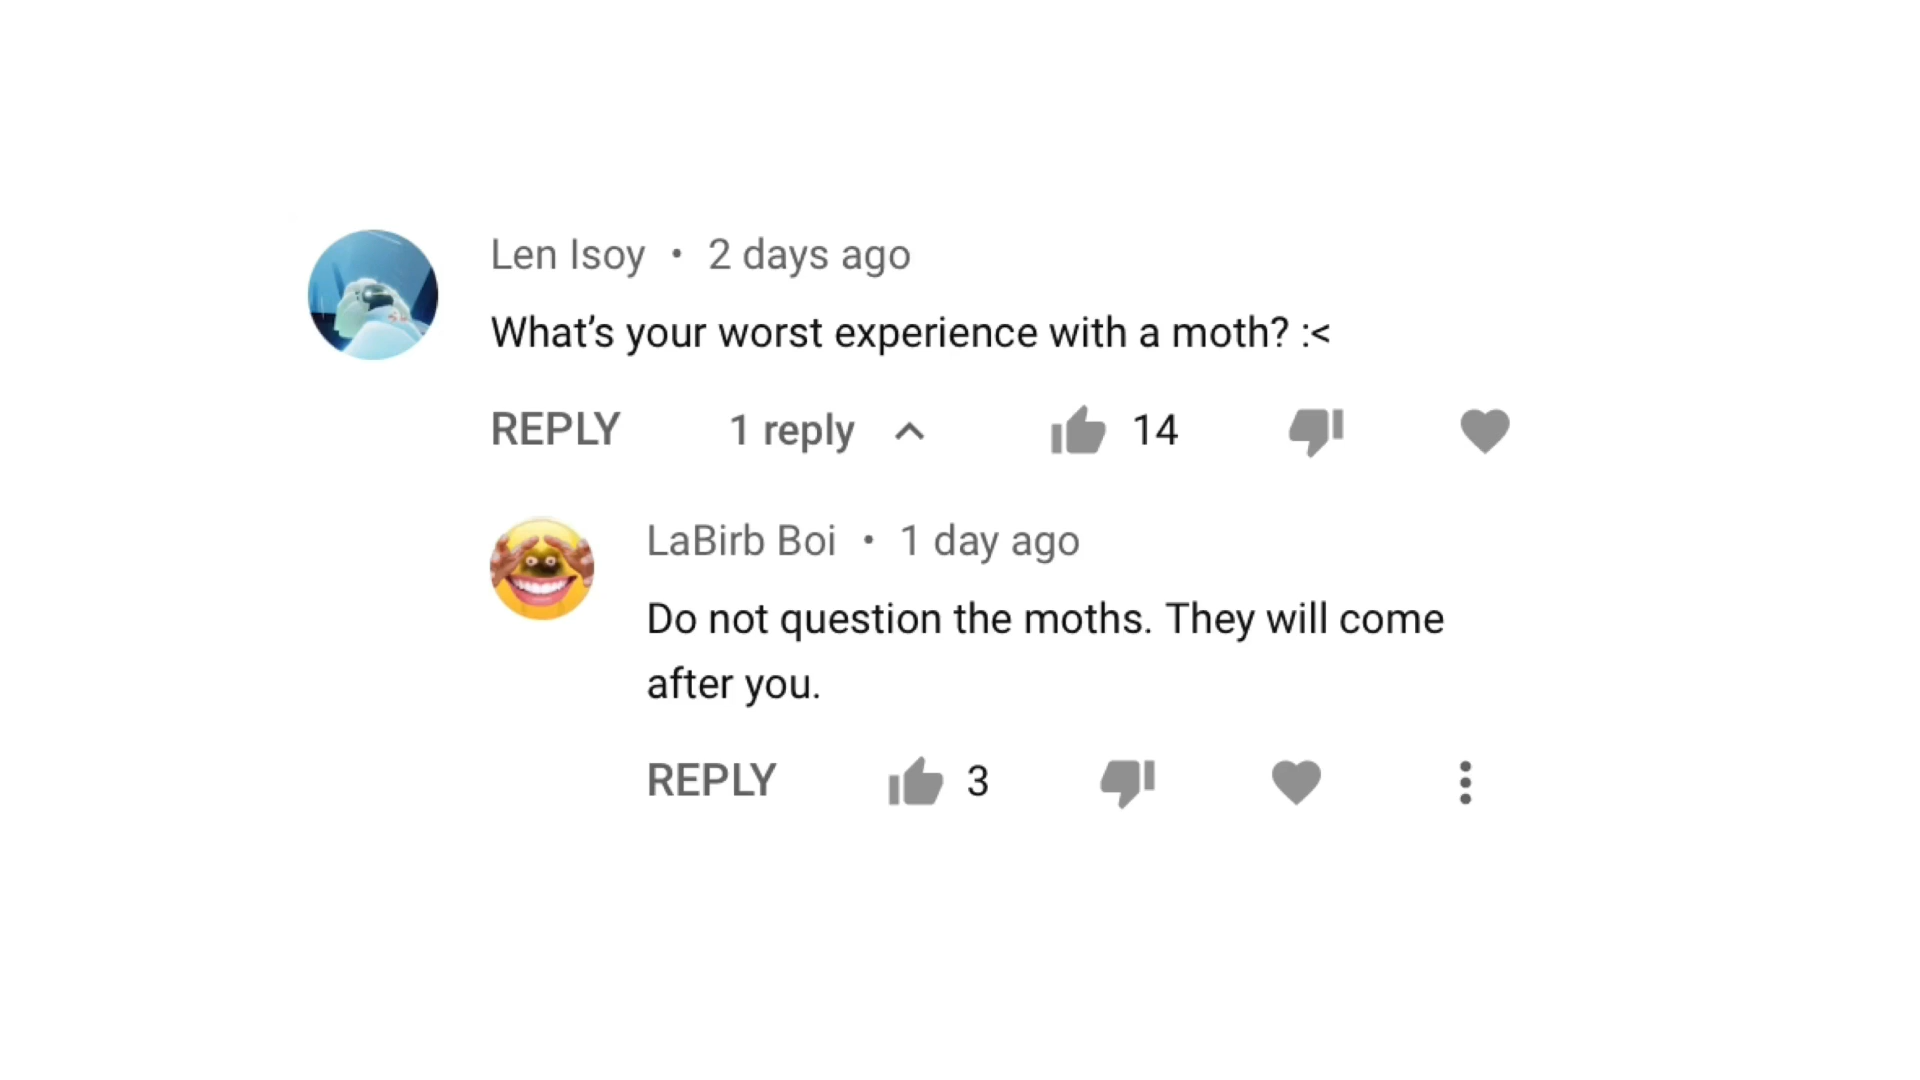 Len Isoy • 2 days ago
What’s your worst experience with a moth? :<
REPLY 1 reply 14
LaBirb Boi • 1 day ago
Do not question the moths. They will come
after you.
REPLY 3